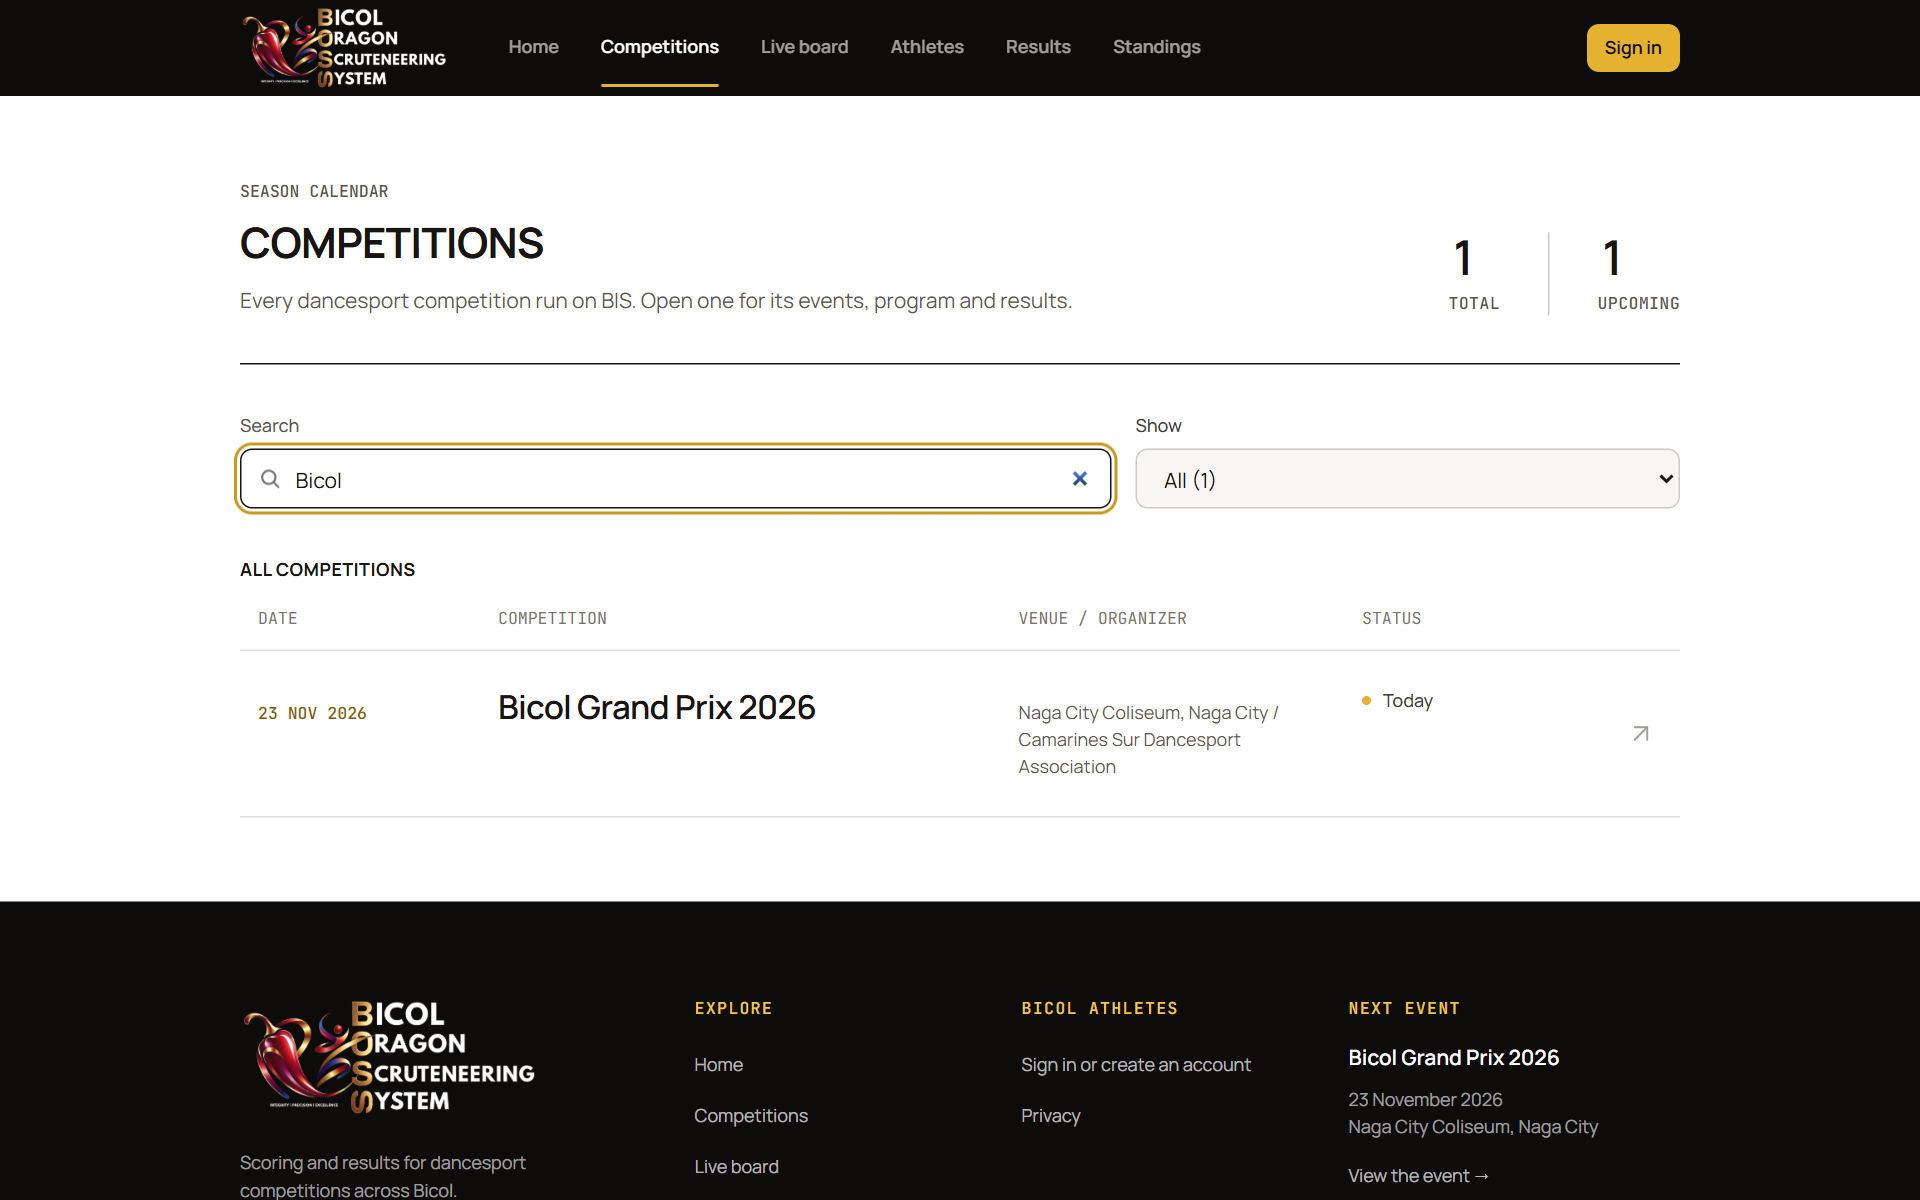 BICOL
ORAGON
SCRUTENEERING
SYSTEM
Home
Competitions
Live board
Athletes
Results
Standings
Sign in
SEASON CALENDAR
COMPETITIONS
Every dancesport competition run on BIS. Open one for its events, program and results.
1
TOTAL
1
UPCOMING
Search
Show
Bicol
All (1)
ALL COMPETITIONS
DATE
COMPETITION
VENUE / ORGANIZER
STATUS
23 NOV 2026
Bicol Grand Prix 2026
Naga City Coliseum, Naga City /
Camarines Sur Dancesport
Association
Today
BICOL
ORAGON
SCRUTENEERING
SYSTEM
INTEGRITY | PRECISION | EXCELLENCE
Scoring and results for dancesport
competitions across Bicol.
EXPLORE
Home
Competitions
Live board
BICOL ATHLETES
Sign in or create an account
Privacy
NEXT EVENT
Bicol Grand Prix 2026
23 November 2026
Naga City Coliseum, Naga City
View the event →